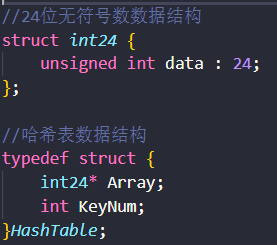 //24位无符号数数据结构
struct int24 {
    unsigned int data : 24;
};
//哈希表数据结构
typedef struct {
    int24* Array;
    int KeyNum;
}HashTable;